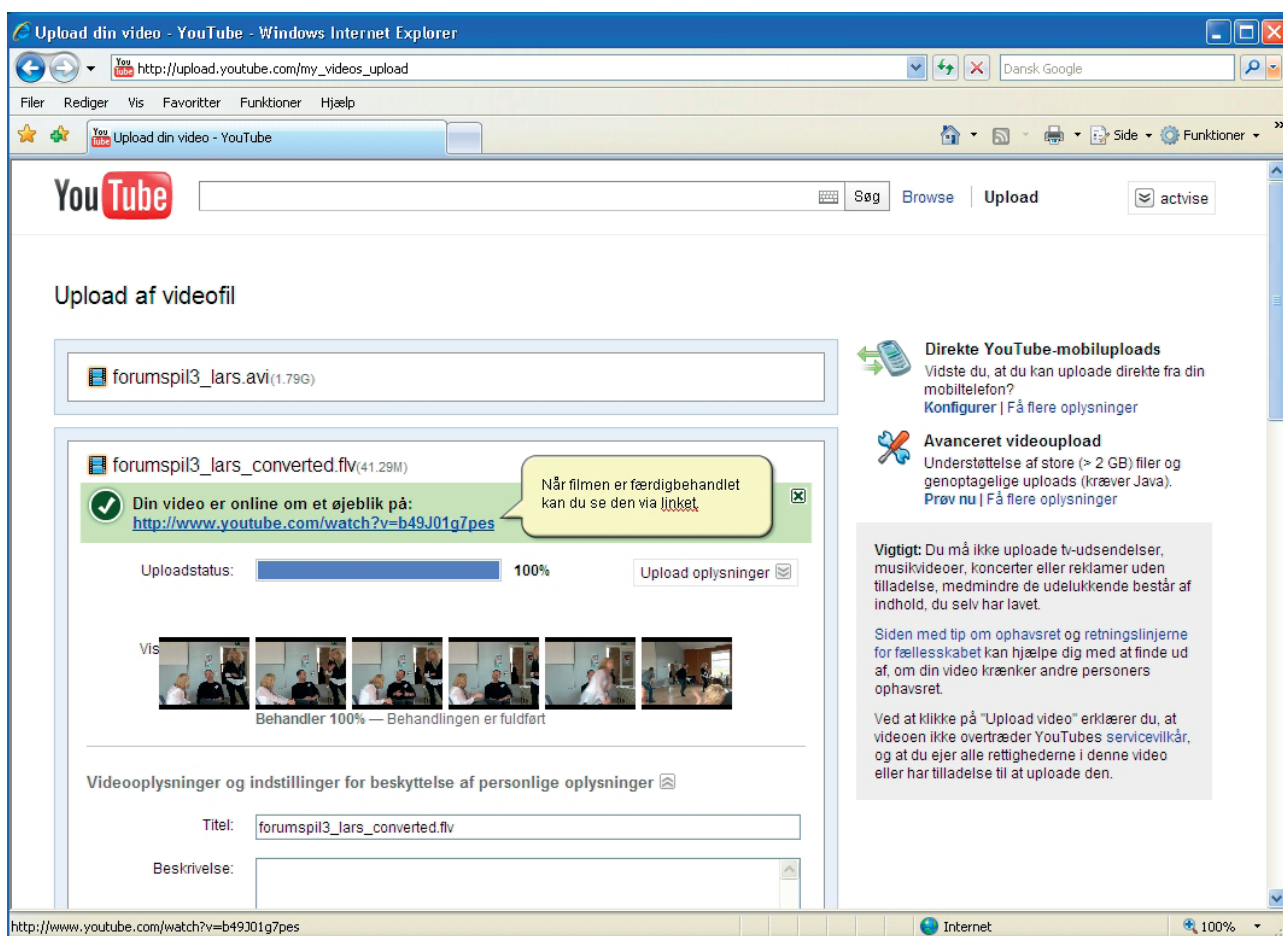 Upload din video - YouTube - Windows Internet Explorer
http://upload.youtube.com/my_videos_upload
Dansk Google
Filer Rediger Vis Favoritter Funktioner Hjælp
Upload din video - YouTube
Side Funktioner
YouTube
Søg Browse | Upload
actvise
Upload af videofil
forumspil3_lars.avi(1.79G)
forumspil3_lars_converted.flv(41.29M)
Din video er online om et øjeblik på:
http://www.youtube.com/watch?v=b49J01g7pes
Når filmen er færdigbehandlet
kan du se den via linket.
Uploadstatus: 100% Upload oplysninger
Vis
Behandler 100% — Behandlingen er fuldført
Videooplysninger og indstillinger for beskyttelse af personlige oplysninger
Titel: forumspil3_lars_converted.flv
Beskrivelse:
Direkte YouTube-mobiluploads
Vidste du, at du kan uploade direkte fra din
mobiltelefon?
Konfigurer | Få flere oplysninger
Avanceret videoupload
Understøttelse af store (> 2 GB) filer og
genoptagelige uploads (kræver Java).
Prøv nu | Få flere oplysninger
Vigtigt: Du må ikke uploade tv-udsendelser,
musikvideoer, koncerter eller reklamer uden
tilladelse, medmindre de udelukkende består af
indhold, du selv har lavet.
Siden med tip om ophavsret og retningslinjerne
for fællesskabet kan hjælpe dig med at finde ud
af, om din video krænker andre personers
ophavsret.
Ved at klikke på "Upload video" erklærer du, at
videoen ikke overtræder YouTubes servicevilkår,
og at du ejer alle rettighederne i denne video
eller har tilladelse til at uploade den.
http://www.youtube.com/watch?v=b49J01g7pes
Internet
100%